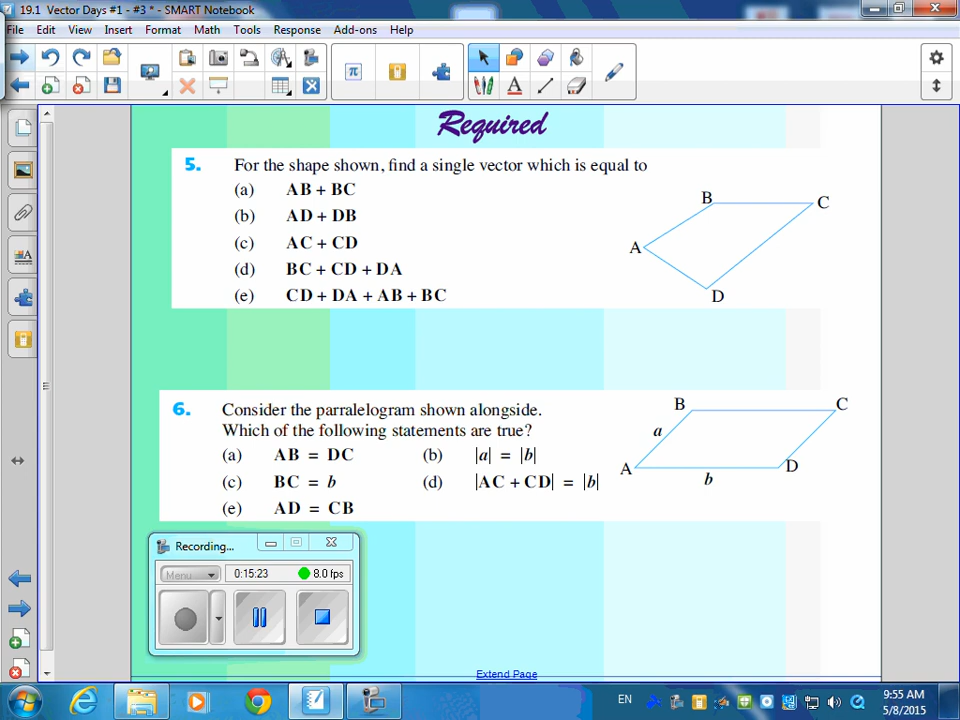 19.1 Vector Days #1 - #3 * - SMART Notebook
File Edit View Insert Format Math Tools Response Add-ons Help
Required
5. For the shape shown, find a single vector which is equal to
(a) AB + BC
(b) AD + DB
(c) AC + CD
(d) BC + CD + DA
(e) CD + DA + AB + BC
B
C
A
D
6. Consider the parralelogram shown alongside.
Which of the following statements are true?
(a) AB = DC (b) |a| = |b|
(c) BC = b (d) |AC + CD| = |b|
(e) AD = CB
B
C
a
A
D
b
Recording...
Menu 0:15:23 8.0 fps
Extend Page
EN
9:55 AM
5/8/2015